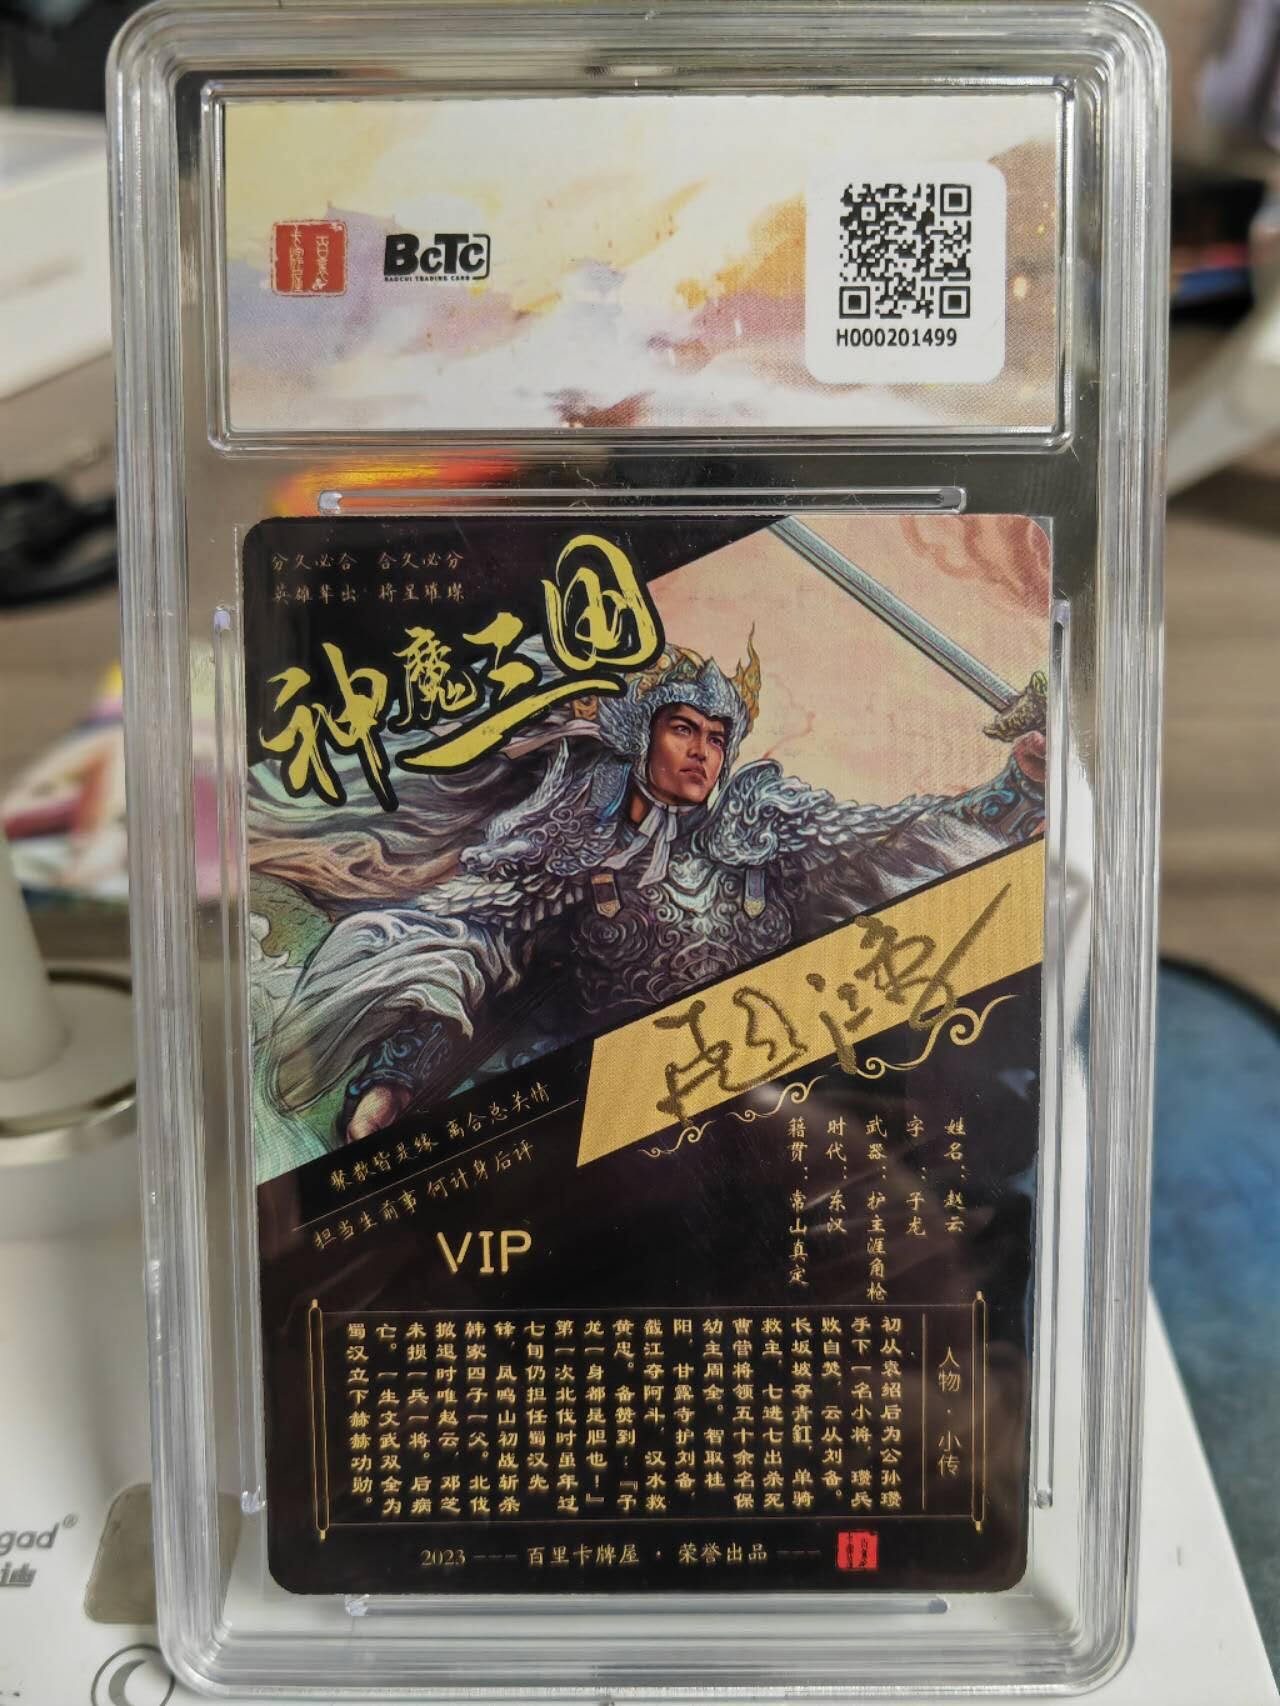 百里
卡牌屋
BcTc
BAOCUI TRADING CARD
H000201499
分久必合 合久必分
英雄辈出 将星璀璨
神魔三国
聚散皆是缘 离合总关情
担当生前事 何计身后评
VIP
姓名：赵云
字：子龙
武器：护主涯角枪
时代：东汉
籍贯：常山真定
人物·小传
初从袁绍后为公孙瓒
手下一名小将，瓒兵
败自焚，云从刘备。
长坂坡夺青釭，单骑
救主，七进七出杀死
曹营将领五十余名保
幼主周全。智取桂
阳，甘露寺护刘备，
截江夺阿斗，汉水救
黄忠。备赞到：『子
龙一身都是胆也！』
第一次北伐时虽年过
七旬仍担任蜀汉先
锋，凤鸣山初战斩杀
韩家四子一父。北伐
撤退时唯赵云，邓芝
未损一兵一将。后病
亡。一生文武双全为
蜀汉立下赫赫功勋。
2023 --- 百里卡牌屋 · 荣誉出品 ---
gad®
迪